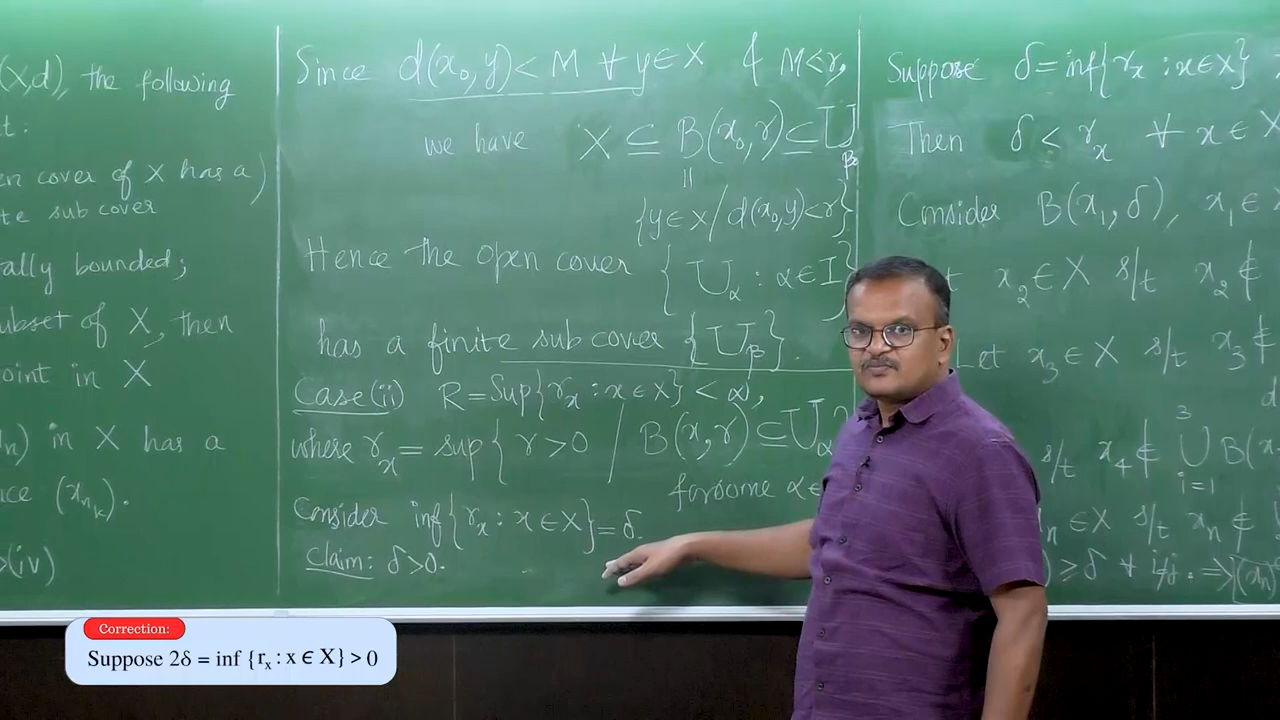 (X,d), the following
t:
en cover of X has a)
te sub cover
ally bounded;
ubset of X, then
oint in X
n) in X has a
nce (x_{n_k}).
>(iv)
Since d(x₀,y)< M ∀ y∈X & M<r,
we have X ⊆ B(x₀,r) ⊆ U_{β₀}
||
{y∈X / d(x₀,y)<r}
Hence the open cover {U_α : α∈I}
has a finite sub cover {U_β}.
Case(ii) R = Sup{r_x : x∈X} < ∞,
where r_x = sup{ r>0 / B(x,r) ⊆ U_α
for some α∈
Consider inf{r_x : x∈X} = δ.
Claim: δ>0.
Suppose δ = inf{r_x : x∈X}
Then δ < r_x ∀ x∈X
Consider B(x₁,δ), x₁∈
x₂∈X s/t x₂ ∉
Let x₃∈X s/t x₃ ∉
s/t x₄ ∉ ⋃_{i=1}^{3} B(x
n ∈X s/t x_n ∉
) ≥ δ ∀ i≠j. => (x_n)
Correction:
Suppose 2δ = inf {r_x : x ∈ X} > 0